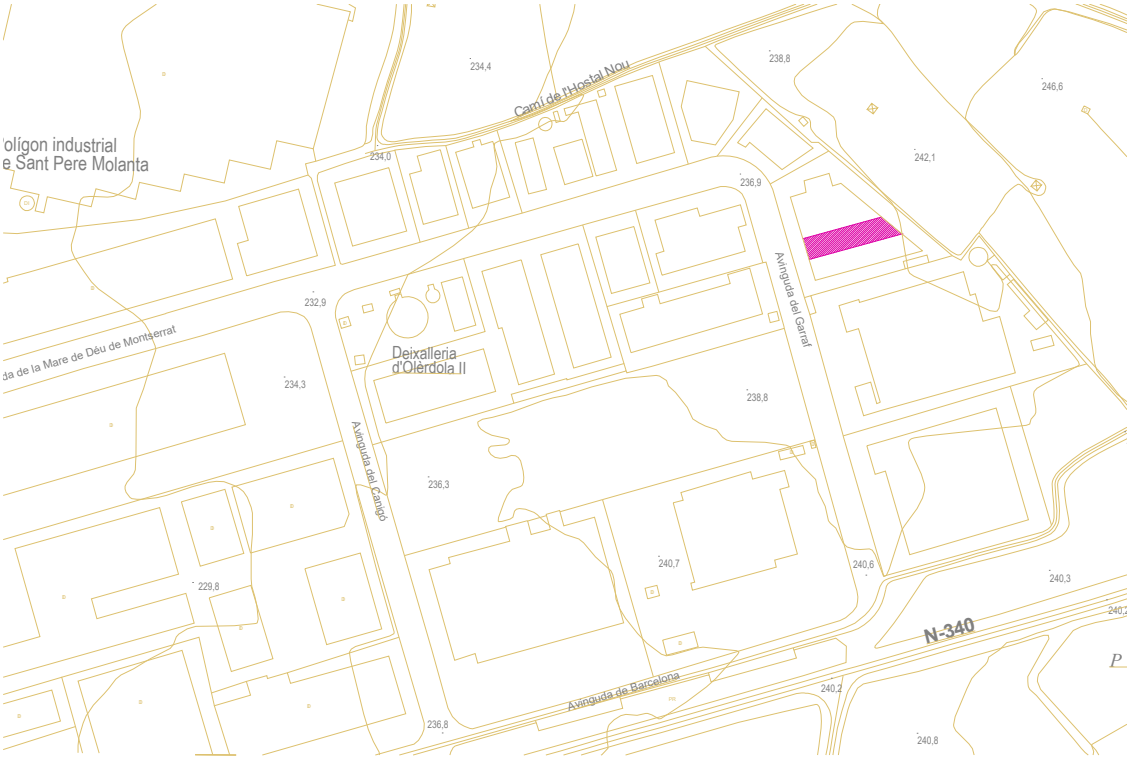 238,8
234,4
246,6
Camí de l'Hostal Nou
'olígon industrial
e Sant Pere Molanta
234,0
242,1
236,9
Avinguda del Garraf
232,9
da de la Mare de Déu de Montserrat
Deixalleria
d'Olèrdola II
234,3
238,8
Avinguda del Canigó
236,3
240,7
240,6
229,8
240,3
240,2
N-340
P
Avinguda de Barcelona
240,2
236,8
240,8